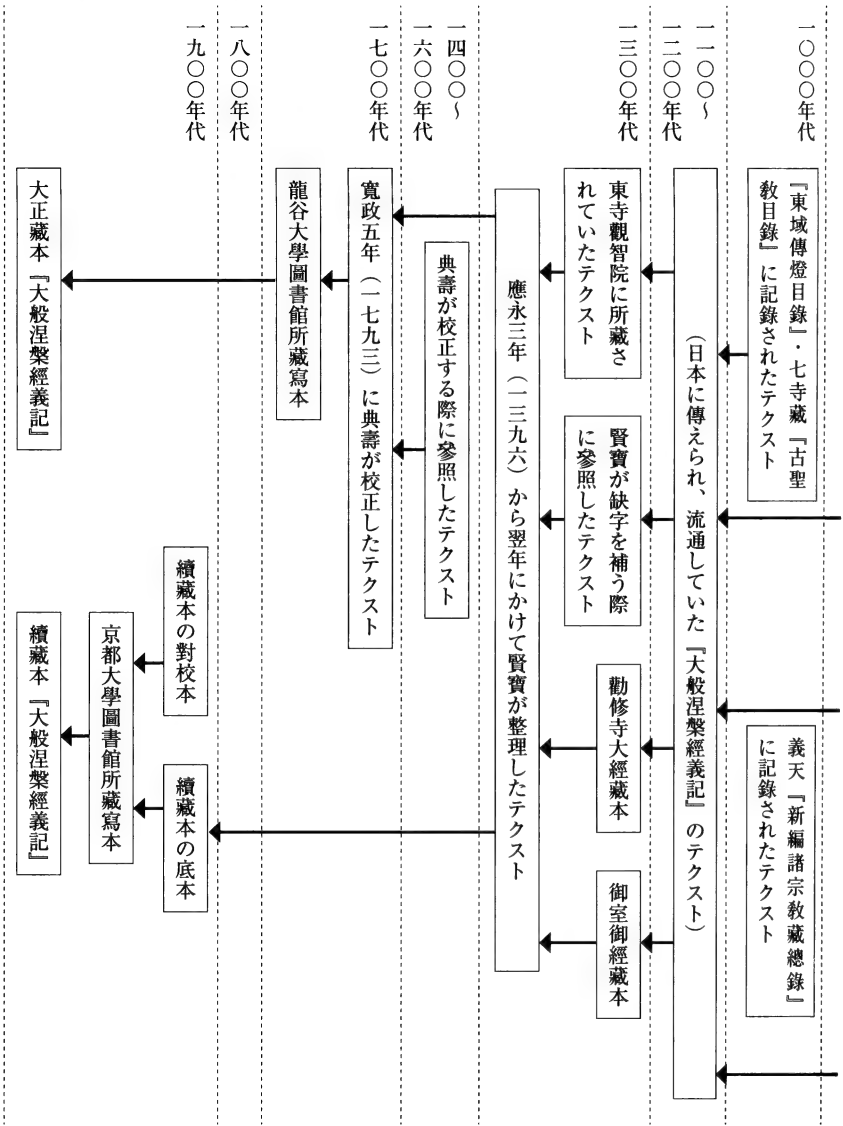 一〇〇〇年代
『東域傳燈目錄』・七寺藏『古聖
敎目錄』に記錄されたテクスト
義天『新編諸宗敎藏總錄』
に記錄されたテクスト
一一〇〇～
一二〇〇年代
（日本に傳えられ、流通していた『大般涅槃經義記』のテクスト）
一三〇〇年代
東寺觀智院に所藏さ
れていたテクスト
賢寶が缺字を補う際
に參照したテクスト
勸修寺大經藏本
御室御經藏本
應永三年（一三九六）から翌年にかけて賢寶が整理したテクスト
一四〇〇～
一六〇〇年代
典壽が校正する際に參照したテクスト
一七〇〇年代
寬政五年（一七九三）に典壽が校正したテクスト
龍谷大學圖書館所藏寫本
一八〇〇年代
一九〇〇年代
續藏本の底本
續藏本の對校本
京都大學圖書館所藏寫本
大正藏本『大般涅槃經義記』
續藏本『大般涅槃經義記』